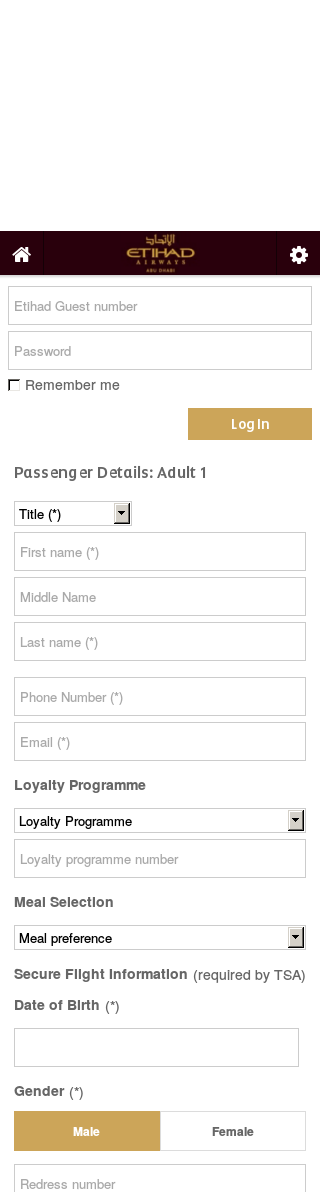 الإتحاد
ETIHAD
AIRWAYS
ABU DHABI
Etihad Guest number
Password
Remember me
Log In
Passenger Details: Adult 1
Title (*)
First name (*)
Middle Name
Last name (*)
Phone Number (*)
Email (*)
Loyalty Programme
Loyalty Programme
Loyalty programme number
Meal Selection
Meal preference
Secure Flight Information (required by TSA)
Date of Birth (*)
Gender (*)
Male Female
Redress number